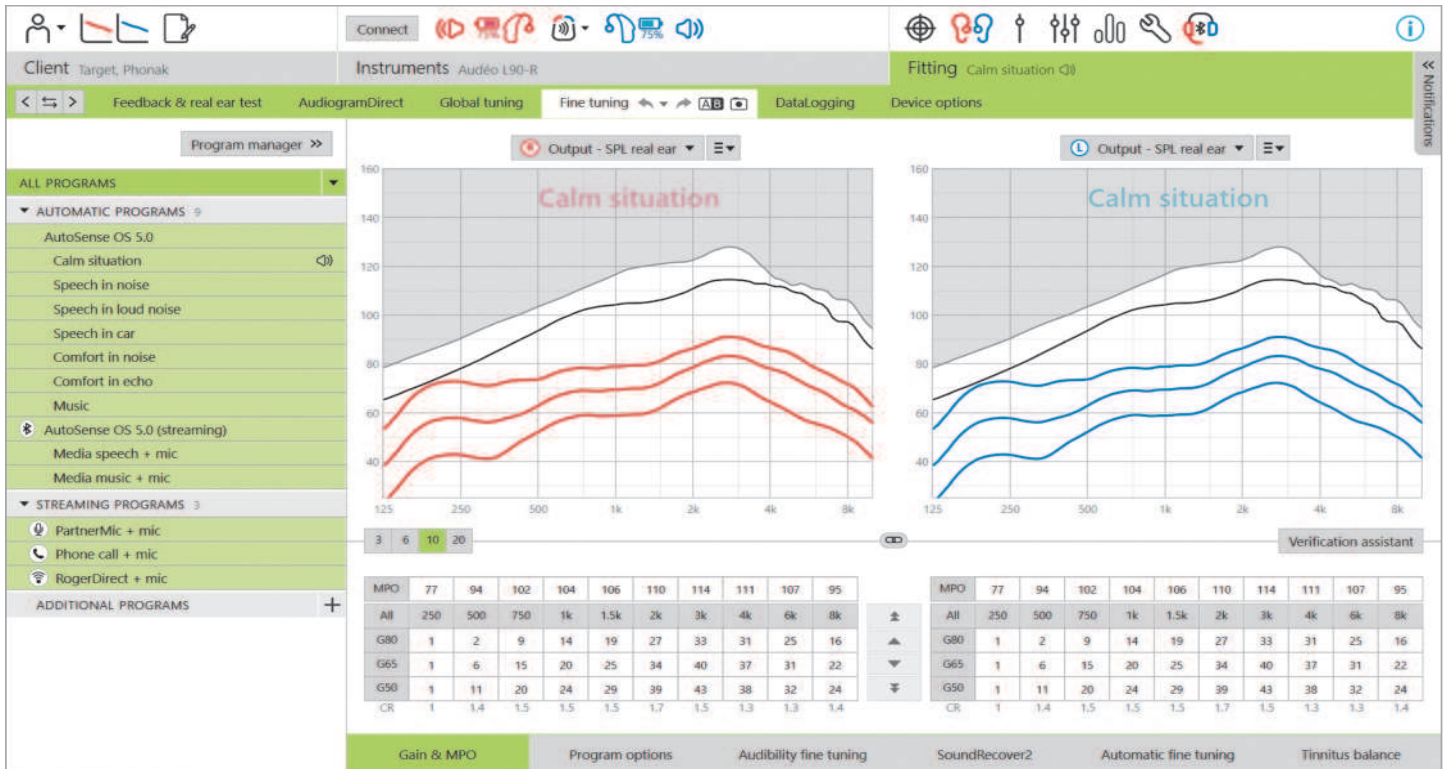 Connect
75%
Client Target, Phonak
Instruments Audéo L90-R
Fitting Calm situation
Notifications
Feedback & real ear test AudiogramDirect Global tuning Fine tuning AB DataLogging Device options
Program manager
ALL PROGRAMS
AUTOMATIC PROGRAMS 9
AutoSense OS 5.0
Calm situation
Speech in noise
Speech in loud noise
Speech in car
Comfort in noise
Comfort in echo
Music
AutoSense OS 5.0 (streaming)
Media speech + mic
Media music + mic
STREAMING PROGRAMS 3
PartnerMic + mic
Phone call + mic
RogerDirect + mic
ADDITIONAL PROGRAMS
R Output - SPL real ear
Calm situation
160
140
120
100
80
60
40
125 250 500 1k 2k 4k 8k
L Output - SPL real ear
Calm situation
160
140
120
100
80
60
40
125 250 500 1k 2k 4k 8k
3 6 10 20
Verification assistant
MPO 77 94 102 104 106 110 114 111 107 95
All 250 500 750 1k 1.5k 2k 3k 4k 6k 8k
G80 1 2 9 14 19 27 33 31 25 16
G65 1 6 15 20 25 34 40 37 31 22
G50 1 11 20 24 29 39 43 38 32 24
CR 1 1.4 1.5 1.5 1.5 1.7 1.5 1.3 1.3 1.4
MPO 77 94 102 104 106 110 114 111 107 95
All 250 500 750 1k 1.5k 2k 3k 4k 6k 8k
G80 1 2 9 14 19 27 33 31 25 16
G65 1 6 15 20 25 34 40 37 31 22
G50 1 11 20 24 29 39 43 38 32 24
CR 1 1.4 1.5 1.5 1.5 1.7 1.5 1.3 1.3 1.4
Gain & MPO Program options Audibility fine tuning SoundRecover2 Automatic fine tuning Tinnitus balance